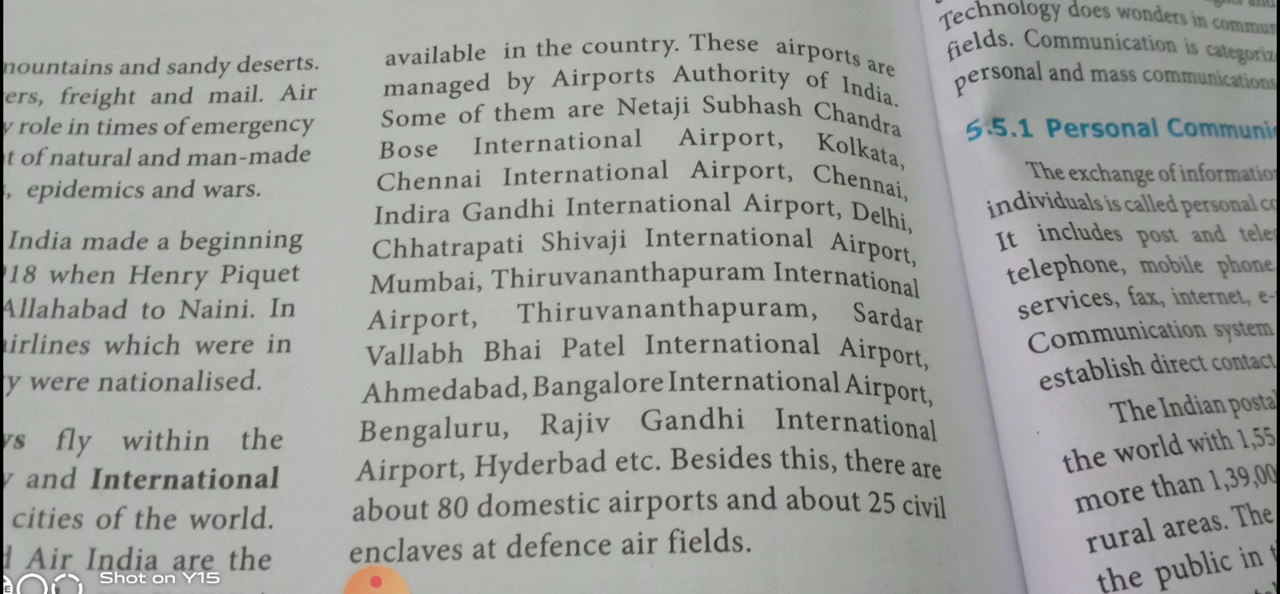 mountains and sandy deserts.
ers, freight and mail. Air
role in times of emergency
of natural and man-made
, epidemics and wars.
India made a beginning
18 when Henry Piquet
Allahabad to Naini. In
airlines which were in
were nationalised.
fly within the
and International
cities of the world.
Air India are the
available in the country. These airports are
managed by Airports Authority of India.
Some of them are Netaji Subhash Chandra
Bose International Airport, Kolkata,
Chennai International Airport, Chennai,
Indira Gandhi International Airport, Delhi,
Chhatrapati Shivaji International Airport,
Mumbai, Thiruvananthapuram International
Airport, Thiruvananthapuram, Sardar
Vallabh Bhai Patel International Airport,
Ahmedabad, Bangalore International Airport,
Bengaluru, Rajiv Gandhi International
Airport, Hyderbad etc. Besides this, there are
about 80 domestic airports and about 25 civil
enclaves at defence air fields.
Technology does wonders in commun
fields. Communication is categoriz
personal and mass communications
5.5.1 Personal Communi
The exchange of information
individuals is called personal co
It includes post and tele
telephone, mobile phone
services, fax, internet, e-
Communication system
establish direct contact
The Indian posta
the world with 1,55
more than 1,39,00
rural areas. The
the public in
Shot on Y15